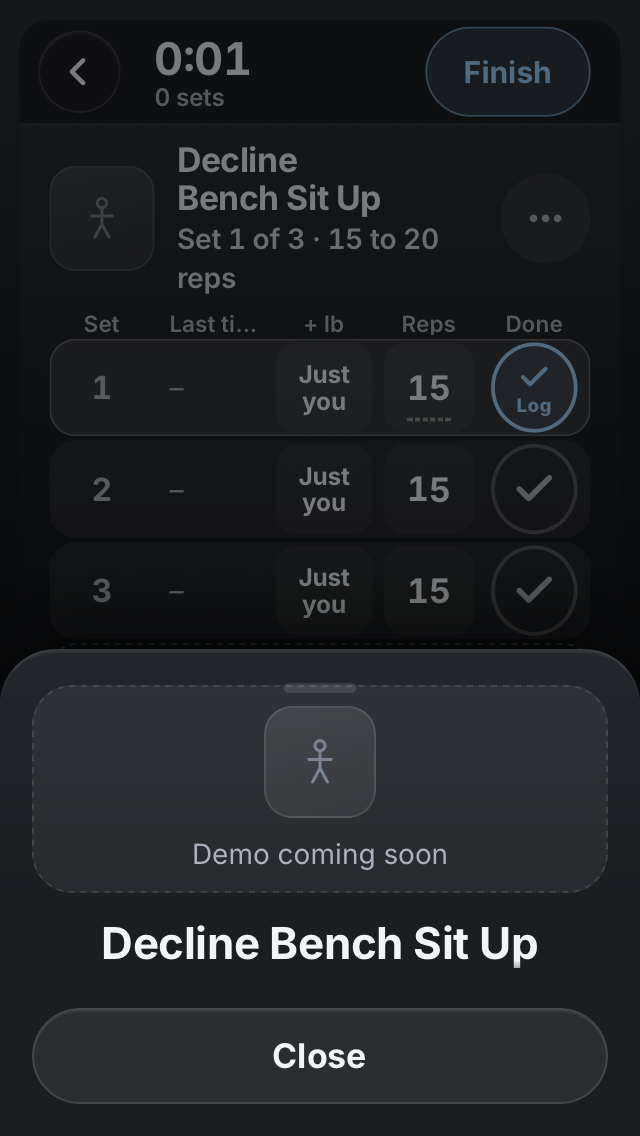 0:01
0 sets
Finish
Decline
Bench Sit Up
Set 1 of 3 · 15 to 20
reps
Set Last ti... + lb Reps Done
1 – Just you 15 Log
2 – Just you 15
3 – Just you 15
Demo coming soon
Decline Bench Sit Up
Close